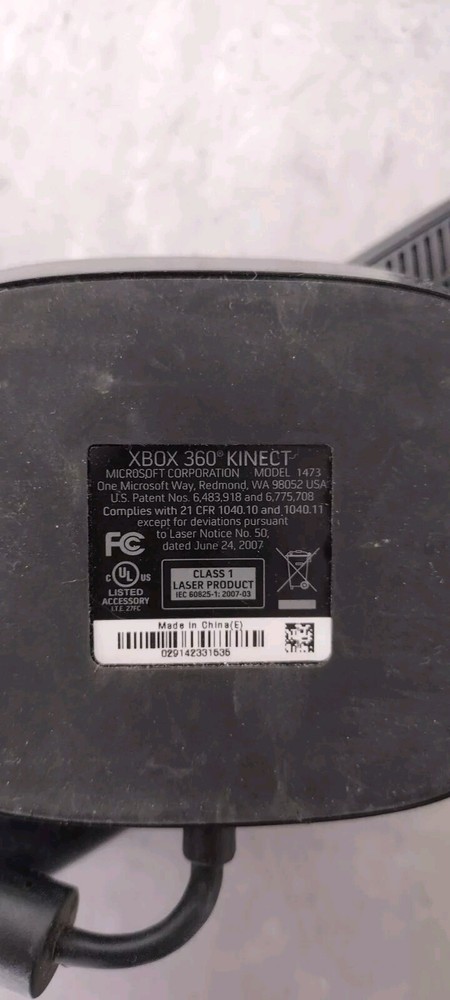 XBOX 360® KINECT
MICROSOFT CORPORATION MODEL 1473
One Microsoft Way, Redmond, WA 98052 USA
U.S. Patent Nos. 6,483,918 and 6,775,708
Complies with 21 CFR 1040.10 and 1040.11
except for deviations pursuant
to Laser Notice No. 50,
dated June 24, 2007
FC
c UL US
LISTED
ACCESSORY
I.T.E. 27FC
CLASS 1
LASER PRODUCT
IEC 60825-1: 2007-03
Made in China(E)
029142331535